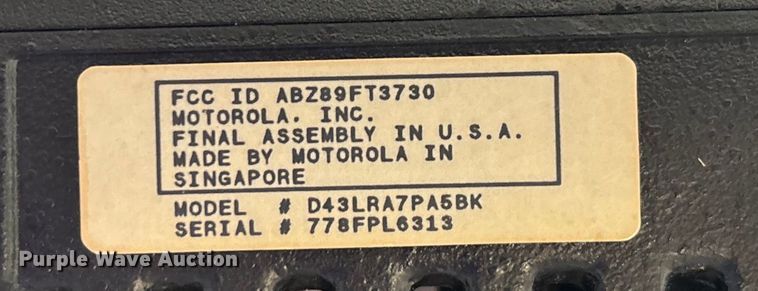 FCC ID ABZ89FT3730
MOTOROLA. INC.
FINAL ASSEMBLY IN U.S.A.
MADE BY MOTOROLA IN
SINGAPORE
MODEL # D43LRA7PA5BK
SERIAL # 778FPL6313
Purple Wave Auction